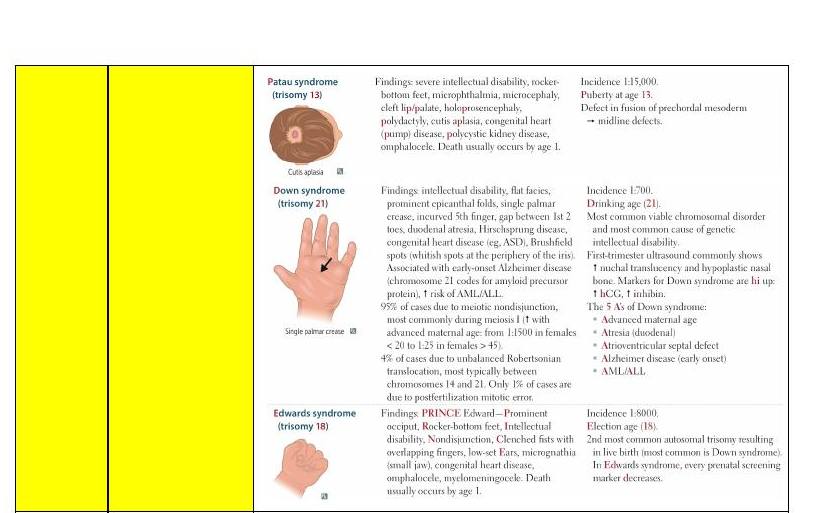 Patau syndrome
(trisomy 13)
Cutis aplasia
Findings: severe intellectual disability, rocker-
bottom feet, microphthalmia, microcephaly,
cleft lip/palate, holoprosencephaly,
polydactyly, cutis aplasia, congenital heart
(pump) disease, polycystic kidney disease,
omphalocele. Death usually occurs by age 1.
Incidence 1:15,000.
Puberty at age 13.
Defect in fusion of prechordal mesoderm
→ midline defects.
Down syndrome
(trisomy 21)
Single palmar crease
Findings: intellectual disability, flat facies,
prominent epicanthal folds, single palmar
crease, incurved 5th finger, gap between 1st 2
toes, duodenal atresia, Hirschsprung disease,
congenital heart disease (eg, ASD), Brushfield
spots (whitish spots at the periphery of the iris).
Associated with early-onset Alzheimer disease
(chromosome 21 codes for amyloid precursor
protein), ↑ risk of AML/ALL.
95% of cases due to meiotic nondisjunction,
most commonly during meiosis I (↑ with
advanced maternal age: from 1:1500 in females
< 20 to 1:25 in females > 45).
4% of cases due to unbalanced Robertsonian
translocation, most typically between
chromosomes 14 and 21. Only 1% of cases are
due to postfertilization mitotic error.
Incidence 1:700.
Drinking age (21).
Most common viable chromosomal disorder
and most common cause of genetic
intellectual disability.
First-trimester ultrasound commonly shows
↑ nuchal translucency and hypoplastic nasal
bone. Markers for Down syndrome are hi up:
↑ hCG, ↑ inhibin.
The 5 A's of Down syndrome:
• Advanced maternal age
• Atresia (duodenal)
• Atrioventricular septal defect
• Alzheimer disease (early onset)
• AML/ALL
Edwards syndrome
(trisomy 18)
Findings: PRINCE Edward—Prominent
occiput, Rocker-bottom feet, Intellectual
disability, Nondisjunction, Clenched fists with
overlapping fingers, low-set Ears, micrognathia
(small jaw), congenital heart disease,
omphalocele, myelomeningocele. Death
usually occurs by age 1.
Incidence 1:8000.
Election age (18).
2nd most common autosomal trisomy resulting
in live birth (most common is Down syndrome).
In Edwards syndrome, every prenatal screening
marker decreases.